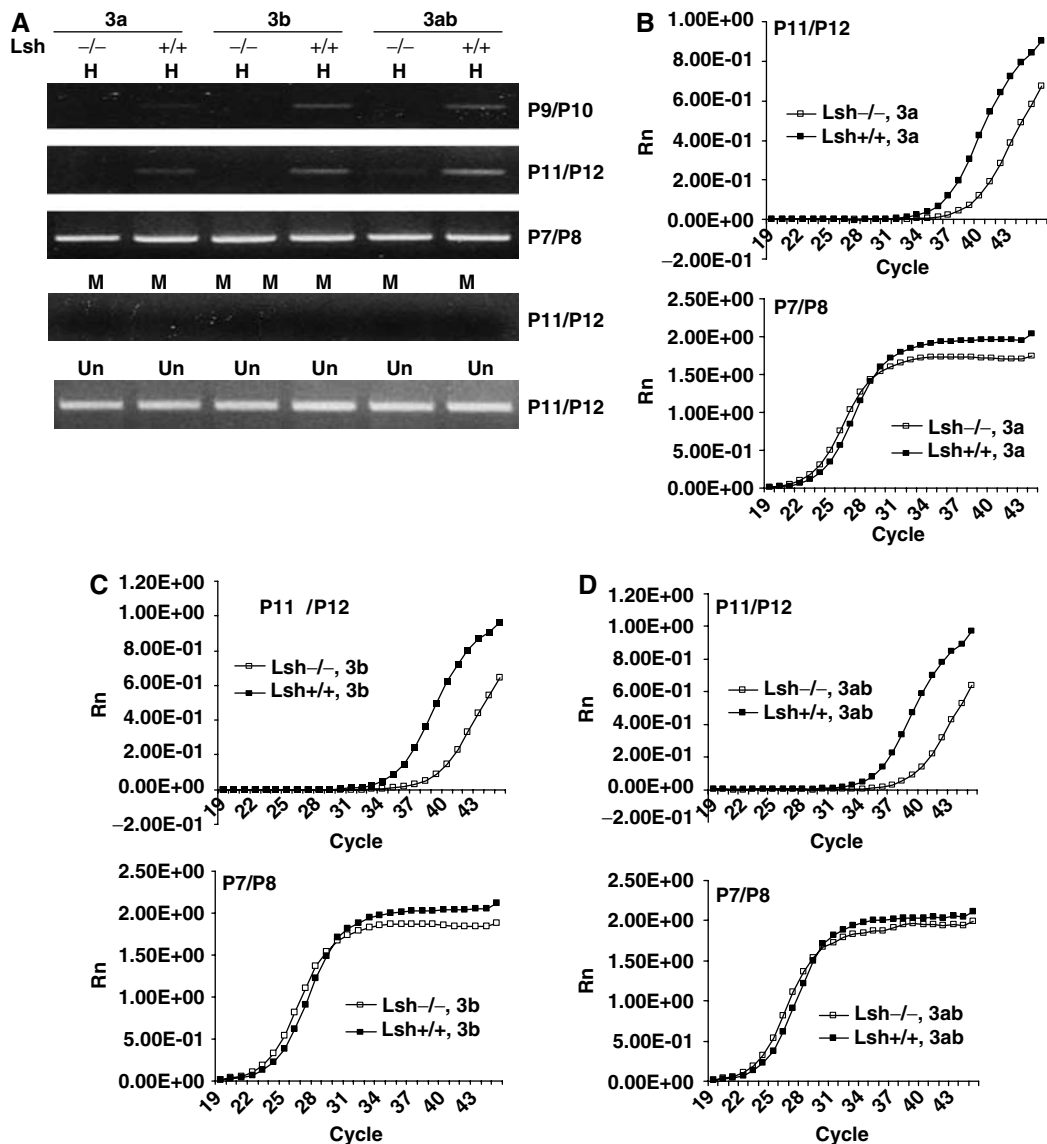 A
3a 3b 3ab
Lsh –/– +/+ –/– +/+ –/– +/+
H H H H H H
P9/P10
P11/P12
P7/P8
M M M M M M
P11/P12
Un Un Un Un Un Un
P11/P12
B
P11/P12
1.00E+00
8.00E-01
6.00E-01
4.00E-01
2.00E-01
0.00E+00
–2.00E-01
Rn
Lsh–/–, 3a
Lsh+/+, 3a
19 22 25 28 31 34 37 40 43
Cycle
P7/P8
2.50E+00
2.00E+00
1.50E+00
1.00E+00
5.00E-01
0.00E+00
Rn
Lsh–/–, 3a
Lsh+/+, 3a
19 22 25 28 31 34 37 40 43
Cycle
C
P11 /P12
1.20E+00
1.00E+00
8.00E-01
6.00E-01
4.00E-01
2.00E-01
0.00E+00
–2.00E-01
Rn
Lsh–/–, 3b
Lsh+/+, 3b
19 22 25 28 31 34 37 40 43
Cycle
P7/P8
2.50E+00
2.00E+00
1.50E+00
1.00E+00
5.00E-01
0.00E+00
Rn
Lsh–/–, 3b
Lsh+/+, 3b
19 22 25 28 31 34 37 40 43
Cycle
D
P11/P12
1.20E+00
1.00E+00
8.00E-01
6.00E-01
4.00E-01
2.00E-01
0.00E+00
–2.00E-01
Rn
Lsh–/–, 3ab
Lsh+/+, 3ab
19 22 25 28 31 34 37 40 43
Cycle
P7/P8
2.50E+00
2.00E+00
1.50E+00
1.00E+00
5.00E-01
0.00E+00
Rn
Lsh–/–, 3ab
Lsh+/+, 3ab
19 22 25 28 31 34 37 40 43
Cycle